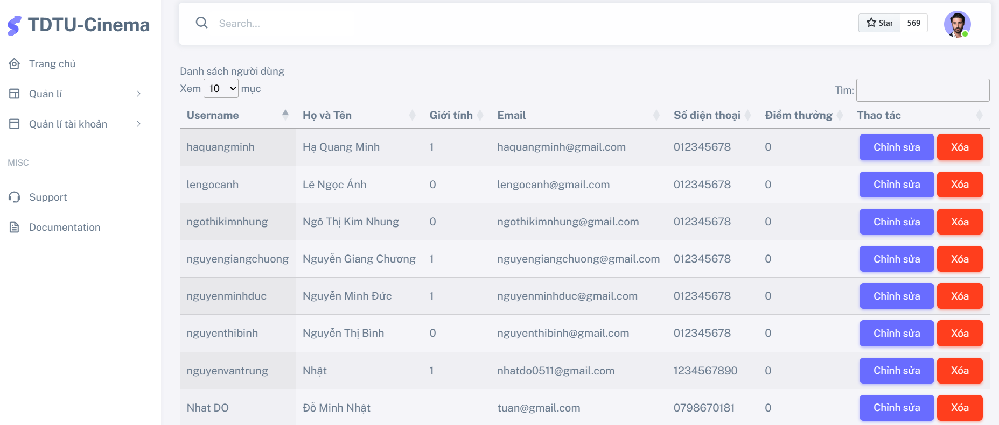 TDTU-Cinema
Trang chủ
Quản lí
Quản lí tài khoản
MISC
Support
Documentation
Search...
Star 569
Danh sách người dùng
Xem 10 mục
Tìm:
Username Họ và Tên Giới tính Email Số điện thoại Điểm thưởng Thao tác
haquangminh Hạ Quang Minh 1 haquangminh@gmail.com 012345678 0 Chỉnh sửa Xóa
lengocanh Lê Ngọc Ánh 0 lengocanh@gmail.com 012345678 0 Chỉnh sửa Xóa
ngothikimnhung Ngô Thị Kim Nhung 0 ngothikimnhung@gmail.com 012345678 0 Chỉnh sửa Xóa
nguyengiangchuong Nguyễn Giang Chương 1 nguyengiangchuong@gmail.com 012345678 0 Chỉnh sửa Xóa
nguyenminhduc Nguyễn Minh Đức 1 nguyenminhduc@gmail.com 012345678 0 Chỉnh sửa Xóa
nguyenthibinh Nguyễn Thị Bình 0 nguyenthibinh@gmail.com 012345678 0 Chỉnh sửa Xóa
nguyenvantrung Nhật 1 nhatdo0511@gmail.com 1234567890 0 Chỉnh sửa Xóa
Nhat DO Đỗ Minh Nhật tuan@gmail.com 0798670181 0 Chỉnh sửa Xóa